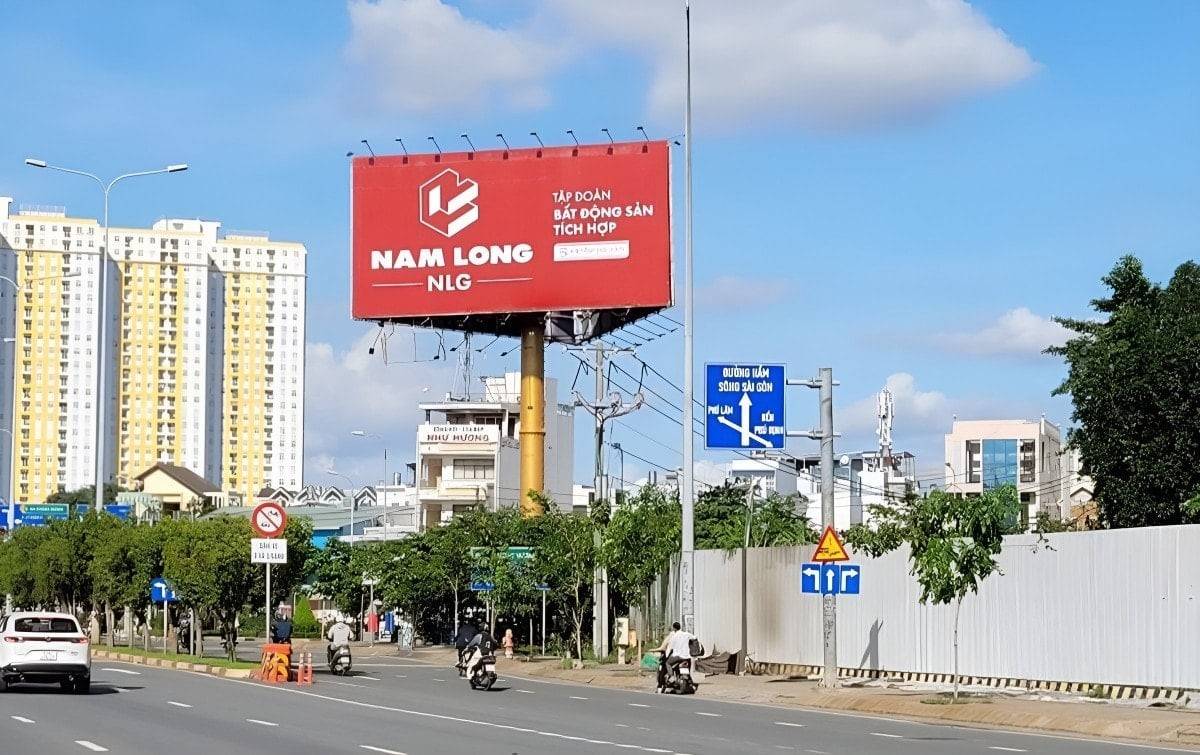 NAM LONG
NLG
TẬP ĐOÀN
BẤT ĐỘNG SẢN
TÍCH HỢP
ĐƯỜNG HẦM
SÔNG SÀI GÒN
PHÚ LÂM
BẾN
PHÚ ĐỊNH
NHƯ HƯƠNG